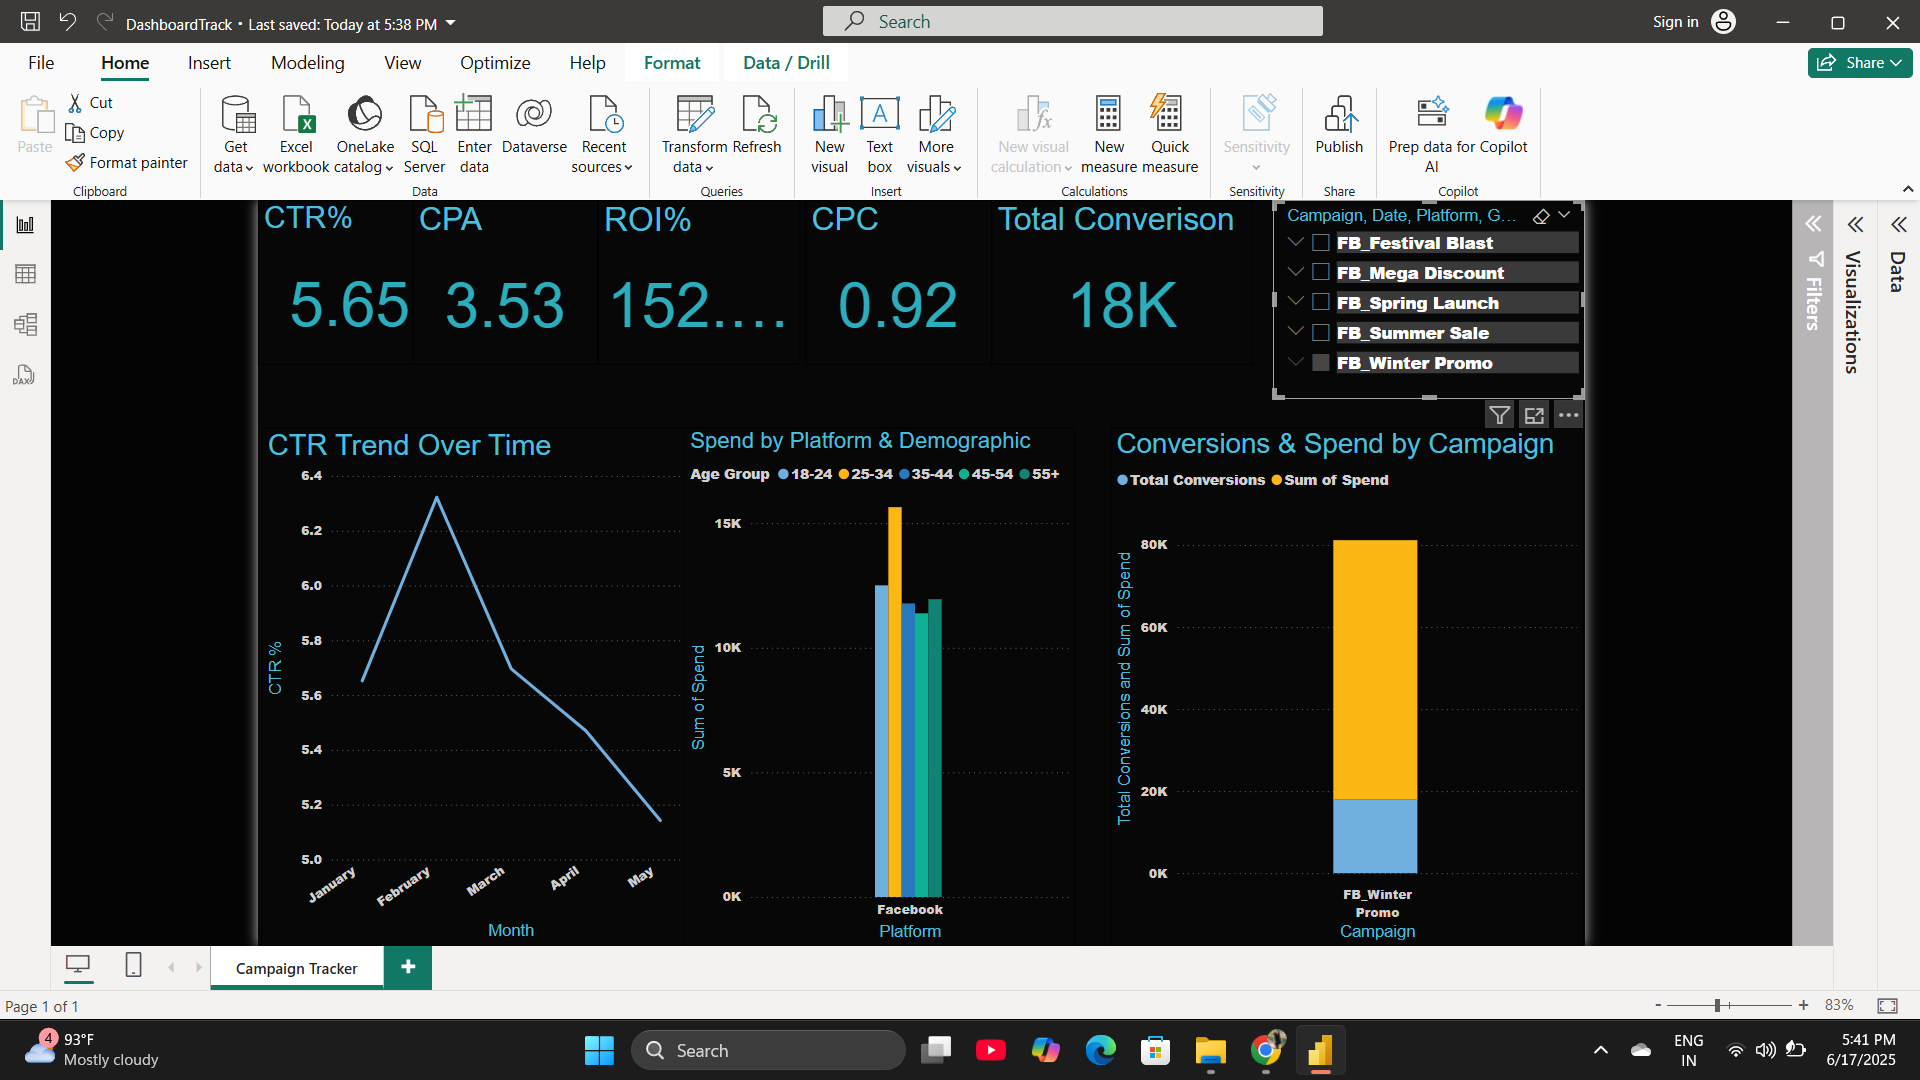 DashboardTrack • Last saved: Today at 5:38 PM
Search
Sign in
File
Home
Insert
Modeling
View
Optimize
Help
Format
Data / Drill
Share
Paste
Cut
Copy
Format painter
Clipboard
Get data
Excel workbook
OneLake catalog
SQL Server
Enter data
Dataverse
Recent sources
Data
Transform data
Refresh
Queries
New visual
A
Text box
More visuals
Insert
New visual calculation
New measure
Quick measure
Calculations
Sensitivity
Sensitivity
Publish
Share
Prep data for AI
Copilot
Copilot
DAX
CTR%
5.65
CPA
3.53
ROI%
152....
CPC
0.92
Total Converison
18K
Campaign, Date, Platform, G...
FB_Festival Blast
FB_Mega Discount
FB_Spring Launch
FB_Summer Sale
FB_Winter Promo
Filters
Visualizations
Data
CTR Trend Over Time
CTR %
6.4
6.2
6.0
5.8
5.6
5.4
5.2
5.0
January
February
March
April
May
Month
Spend by Platform & Demographic
Age Group 18-24 25-34 35-44 45-54 55+
Sum of Spend
15K
10K
5K
0K
Facebook
Platform
Conversions & Spend by Campaign
Total Conversions Sum of Spend
Total Conversions and Sum of Spend
80K
60K
40K
20K
0K
FB_Winter
Promo
Campaign
Campaign Tracker
Page 1 of 1
- + 83%
4
93°F
Mostly cloudy
Search
ENG
IN
5:41 PM
6/17/2025